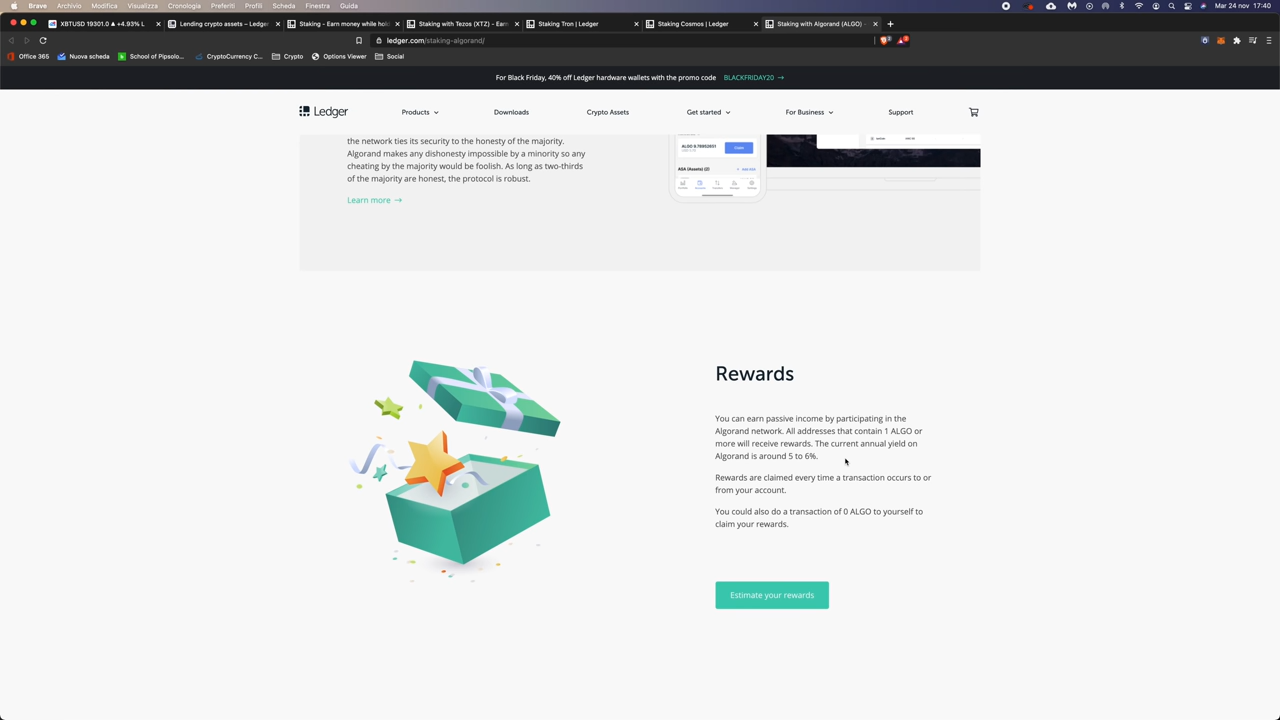 Brave Archivio Modifica Visualizza Cronologia Preferiti Profili Scheda Finestra Guida Mar 24 nov 17:40
XBTUSD 19301.0 ▲ +4.93% L Lending crypto assets – Ledger Staking - Earn money while hold Staking with Tezos (XTZ) – Earn Staking Tron | Ledger Staking Cosmos | Ledger Staking with Algorand (ALGO) –
ledger.com/staking-algorand/
Office 365 Nuova scheda School of Pipsolo... CryptoCurrency C... Crypto Options Viewer Social
For Black Friday, 40% off Ledger hardware wallets with the promo code BLACKFRIDAY20 →
Ledger Products Downloads Crypto Assets Get started For Business Support
the network ties its security to the honesty of the majority.
Algorand makes any dishonesty impossible by a minority so any
cheating by the majority would be foolish. As long as two-thirds
of the majority are honest, the protocol is robust.
Learn more →
ASA (Assets) (2)
Rewards
You can earn passive income by participating in the
Algorand network. All addresses that contain 1 ALGO or
more will receive rewards. The current annual yield on
Algorand is around 5 to 6%.
Rewards are claimed every time a transaction occurs to or
from your account.
You could also do a transaction of 0 ALGO to yourself to
claim your rewards.
Estimate your rewards